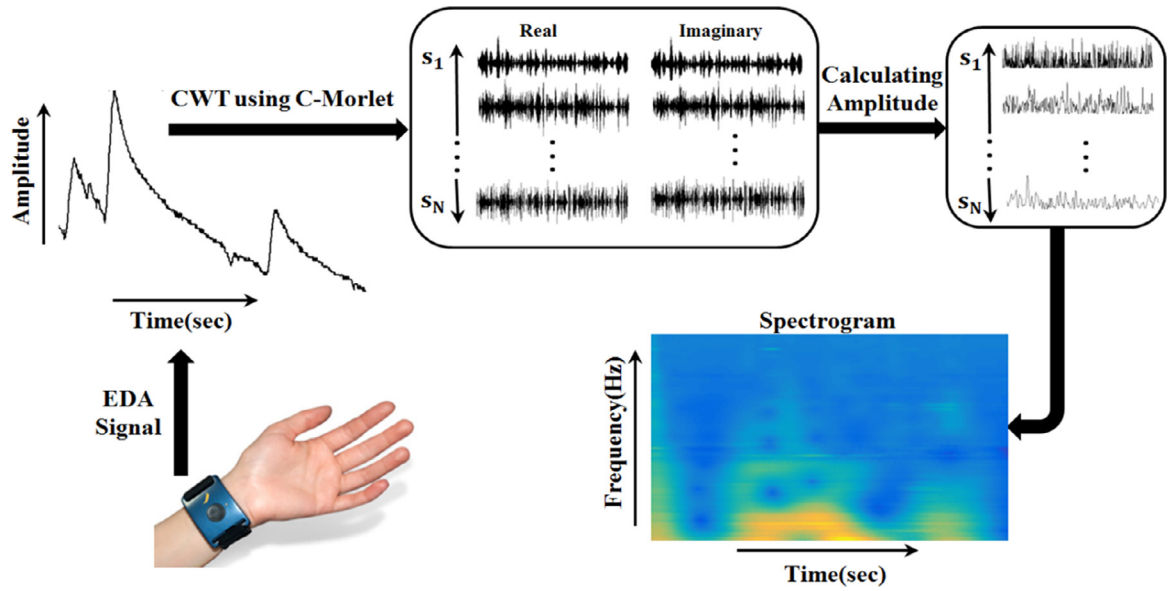 Real
Imaginary
s1
sN
CWT using C-Morlet
Calculating
Amplitude
s1
sN
Amplitude
Time(sec)
EDA
Signal
Spectrogram
Frequency(Hz)
Time(sec)